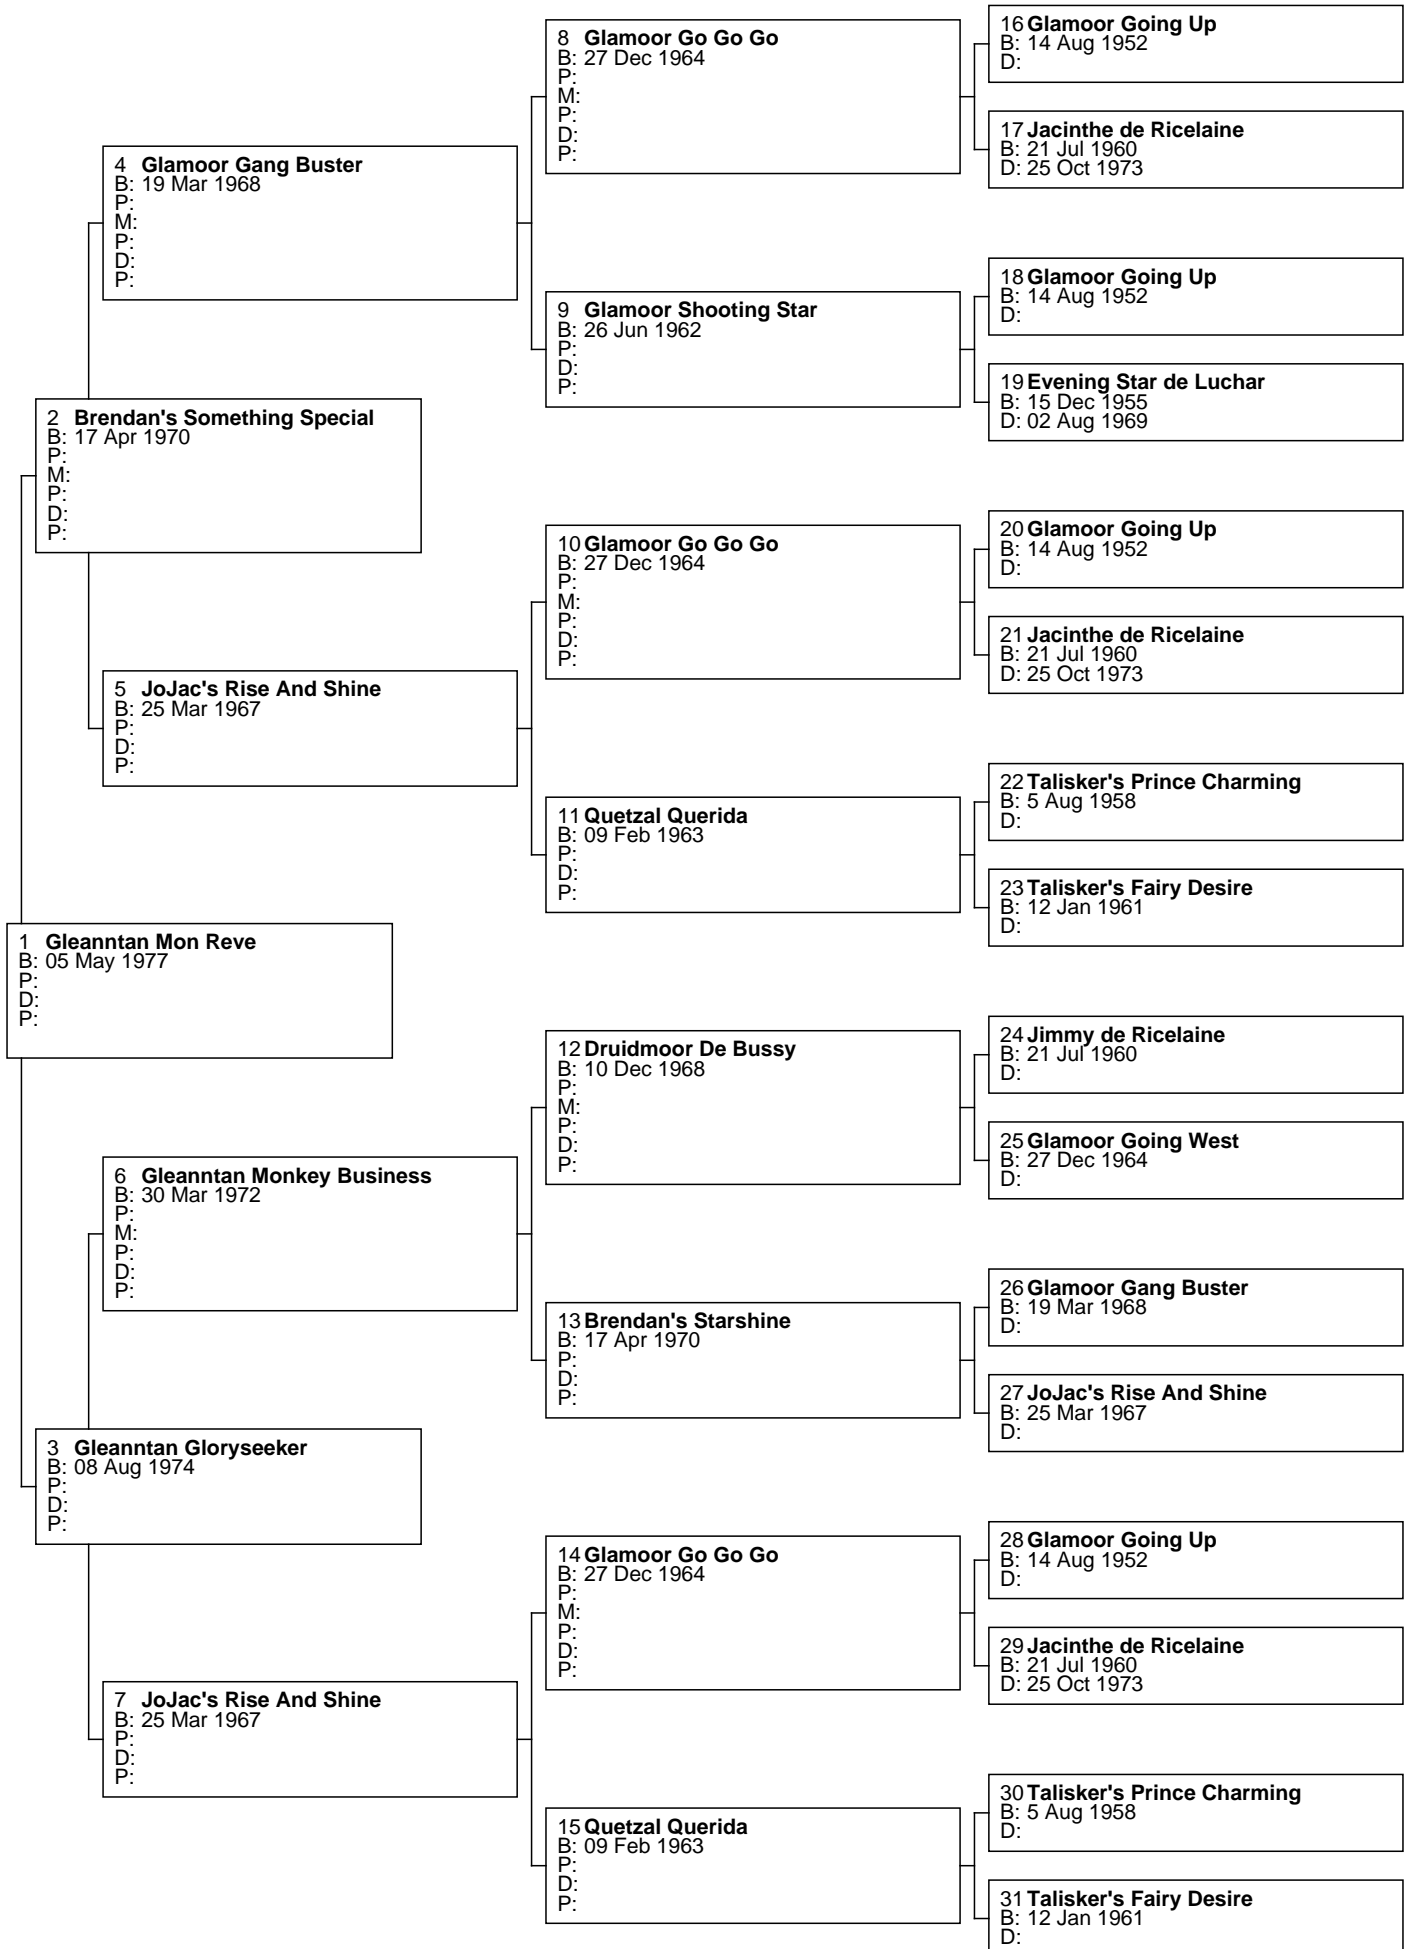 1 Gleanntan Mon Reve
B: 05 May 1977
P:
D:
P:
2 Brendan's Something Special
B: 17 Apr 1970
P:
M:
P:
D:
P:
3 Gleanntan Gloryseeker
B: 08 Aug 1974
P:
D:
P:
4 Glamoor Gang Buster
B: 19 Mar 1968
P:
M:
P:
D:
P:
5 JoJac's Rise And Shine
B: 25 Mar 1967
P:
D:
P:
6 Gleanntan Monkey Business
B: 30 Mar 1972
P:
M:
P:
D:
P:
7 JoJac's Rise And Shine
B: 25 Mar 1967
P:
D:
P:
8 Glamoor Go Go Go
B: 27 Dec 1964
P:
M:
P:
D:
P:
9 Glamoor Shooting Star
B: 26 Jun 1962
P:
D:
P:
10 Glamoor Go Go Go
B: 27 Dec 1964
P:
M:
P:
D:
P:
11 Quetzal Querida
B: 09 Feb 1963
P:
D:
P:
12 Druidmoor De Bussy
B: 10 Dec 1968
P:
M:
P:
D:
P:
13 Brendan's Starshine
B: 17 Apr 1970
P:
D:
P:
14 Glamoor Go Go Go
B: 27 Dec 1964
P:
M:
P:
D:
P:
15 Quetzal Querida
B: 09 Feb 1963
P:
D:
P:
16 Glamoor Going Up
B: 14 Aug 1952
D:
17 Jacinthe de Ricelaine
B: 21 Jul 1960
D: 25 Oct 1973
18 Glamoor Going Up
B: 14 Aug 1952
D:
19 Evening Star de Luchar
B: 15 Dec 1955
D: 02 Aug 1969
20 Glamoor Going Up
B: 14 Aug 1952
D:
21 Jacinthe de Ricelaine
B: 21 Jul 1960
D: 25 Oct 1973
22 Talisker's Prince Charming
B: 5 Aug 1958
D:
23 Talisker's Fairy Desire
B: 12 Jan 1961
D:
24 Jimmy de Ricelaine
B: 21 Jul 1960
D:
25 Glamoor Going West
B: 27 Dec 1964
D:
26 Glamoor Gang Buster
B: 19 Mar 1968
D:
27 JoJac's Rise And Shine
B: 25 Mar 1967
D:
28 Glamoor Going Up
B: 14 Aug 1952
D:
29 Jacinthe de Ricelaine
B: 21 Jul 1960
D: 25 Oct 1973
30 Talisker's Prince Charming
B: 5 Aug 1958
D:
31 Talisker's Fairy Desire
B: 12 Jan 1961
D: